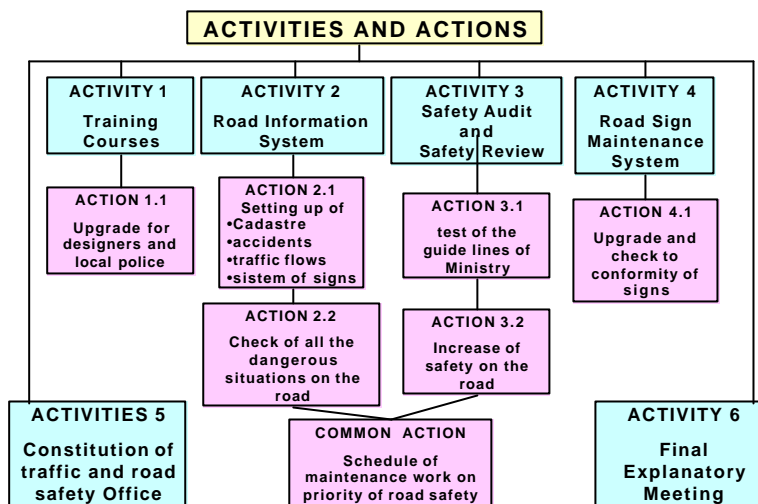 ACTIVITIES AND ACTIONS
ACTIVITY 1
Training
Courses
ACTIVITY 2
Road Information
System
ACTIVITY 3
Safety Audit
and
Safety Review
ACTIVITY 4
Road Sign
Maintenance
System
ACTION 1.1
Upgrade for
designers and
local police
ACTION 2.1
Setting up of
•Cadastre
•accidents
•traffic flows
•sistem of signs
ACTION 3.1
test of the
guide lines of
Ministry
ACTION 4.1
Upgrade and
check to
conformity of
signs
ACTION 2.2
Check of all the
dangerous
situations on the
road
ACTION 3.2
Increase of
safety on the
road
ACTIVITIES 5
Constitution of
traffic and road
safety Office
COMMON ACTION
Schedule of
maintenance work on
priority of road safety
ACTIVITY 6
Final
Explanatory
Meeting